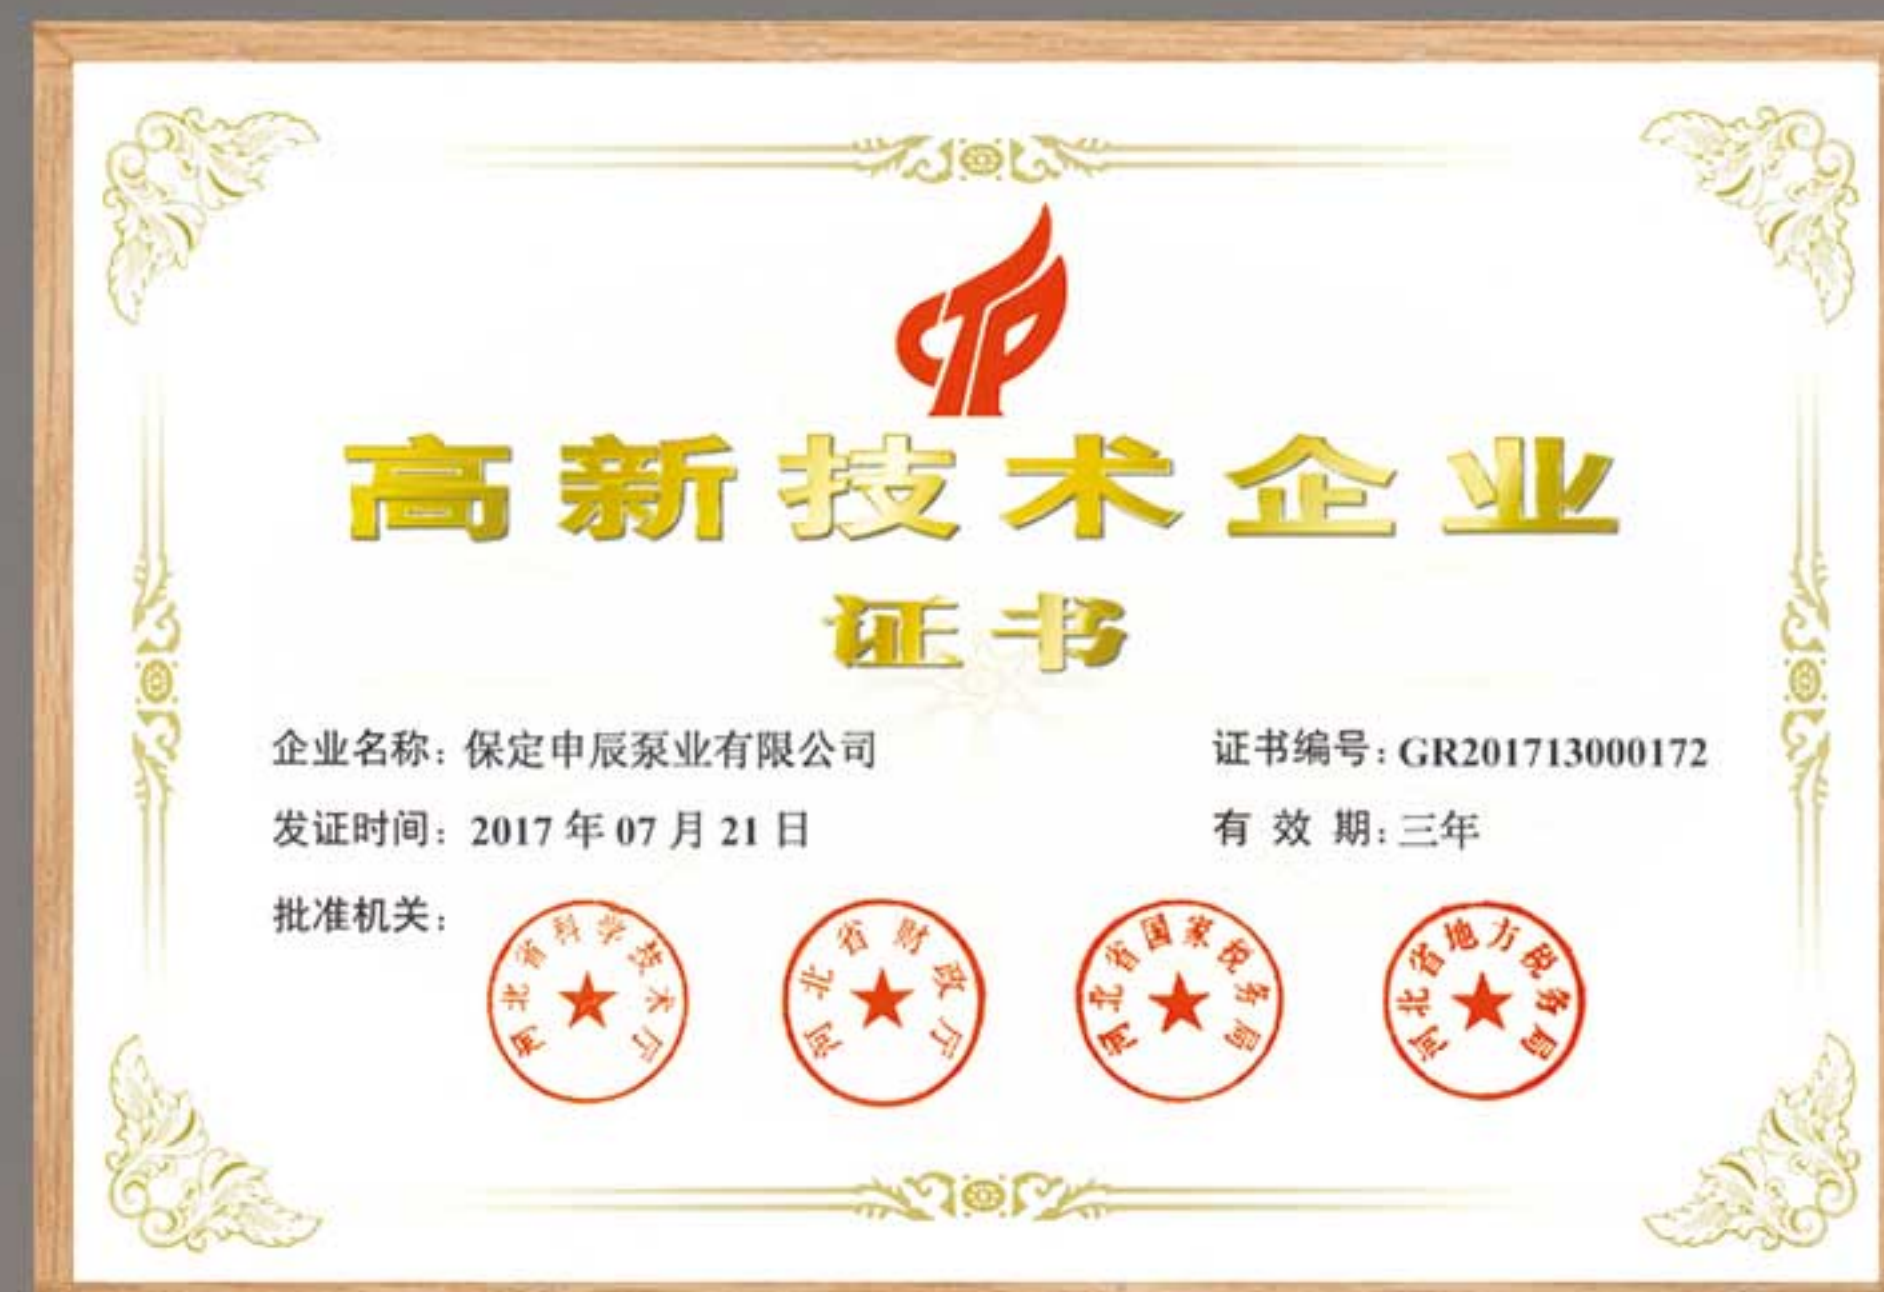 高新技术企业
证书
企业名称：保定申辰泵业有限公司
证书编号：GR201713000172
发证时间：2017年07月21日
有效期：三年
批准机关：
河北省科学技术厅
河北省财政厅
河北省国家税务局
河北省地方税务局